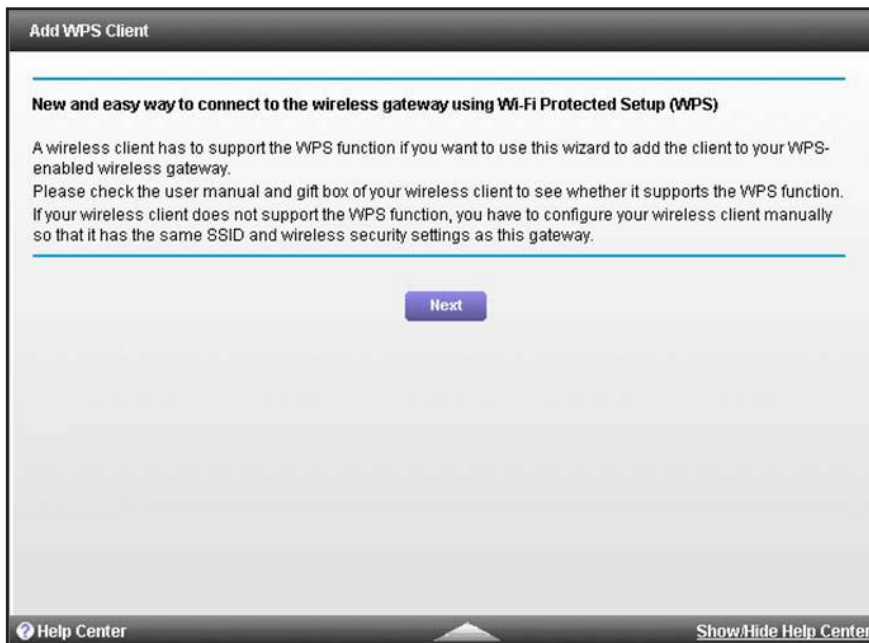 Add WPS Client
New and easy way to connect to the wireless gateway using Wi-Fi Protected Setup (WPS)
A wireless client has to support the WPS function if you want to use this wizard to add the client to your WPS-
enabled wireless gateway.
Please check the user manual and gift box of your wireless client to see whether it supports the WPS function.
If your wireless client does not support the WPS function, you have to configure your wireless client manually
so that it has the same SSID and wireless security settings as this gateway.
Next
? Help Center
Show/Hide Help Center